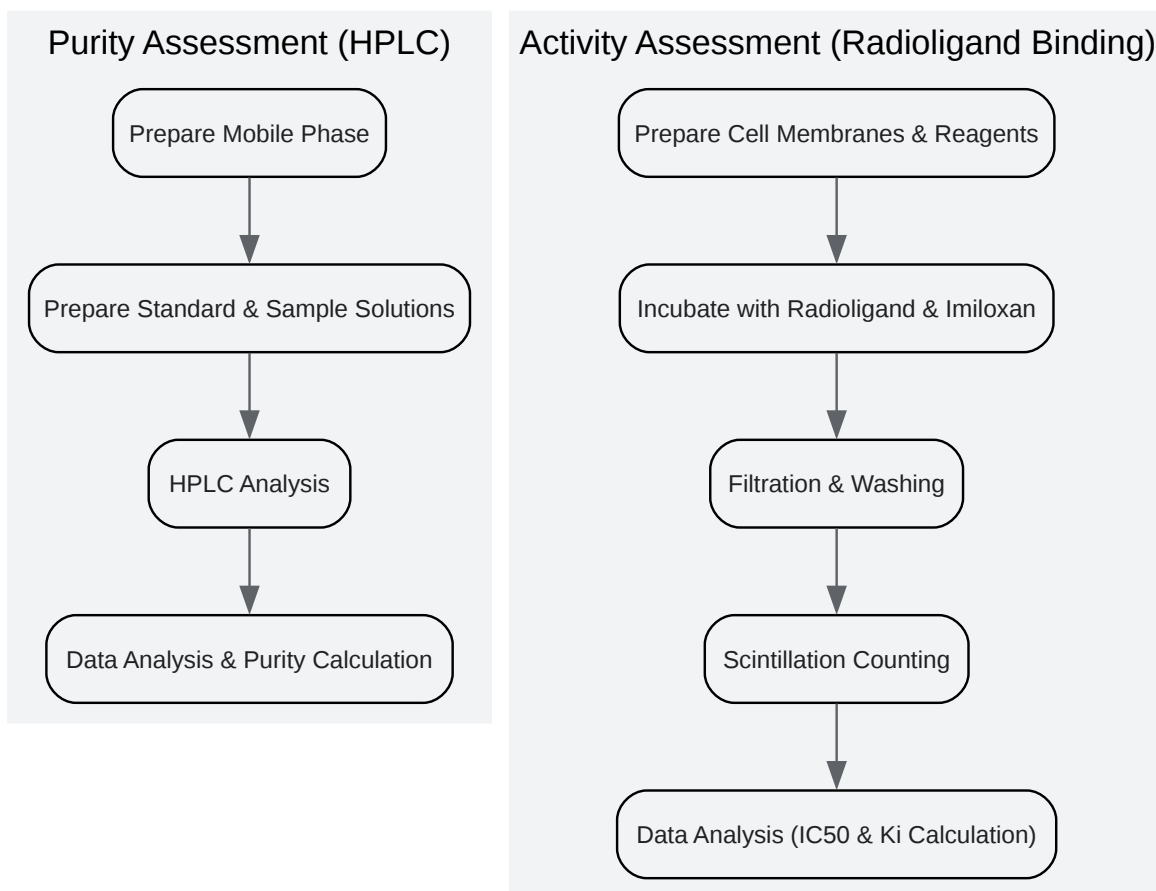 Purity Assessment (HPLC)
Prepare Mobile Phase
Prepare Standard & Sample Solutions
HPLC Analysis
Data Analysis & Purity Calculation
Activity Assessment (Radioligand Binding)
Prepare Cell Membranes & Reagents
Incubate with Radioligand & Imiloxan
Filtration & Washing
Scintillation Counting
Data Analysis (IC50 & Ki Calculation)